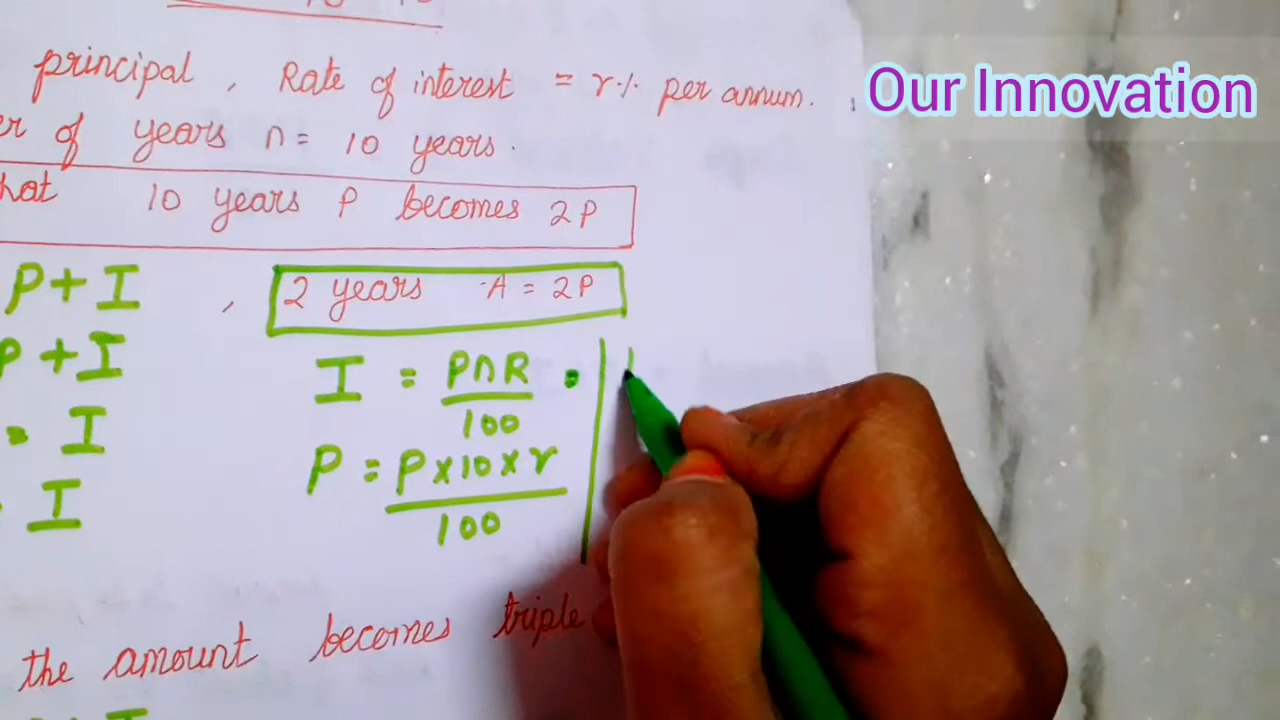 principal, Rate of interest = r% per annum.
Our Innovation
er of years n = 10 years.
hat 10 years P becomes 2P
P + I , 2 years A = 2P
P + I
I = PnR / 100
= I
P = P × 10 × r / 100
= I
the amount becomes triple